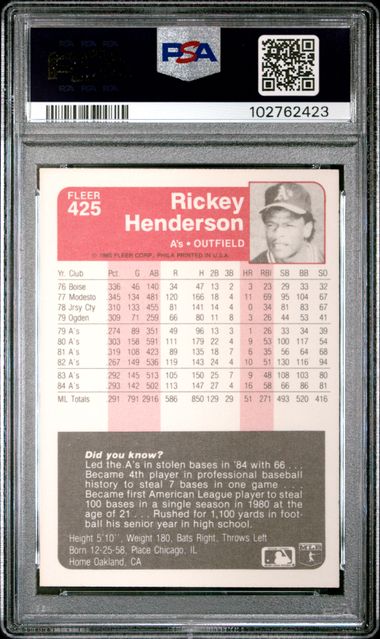 PSA
102762423
FLEER
425
Rickey
Henderson
A's • OUTFIELD
© 1985 FLEER CORP., PHILA PRINTED IN U.S.A.
Yr. Club Pct. G AB R H 2B 3B HR RBI SB BB SO
76 Boise .336 46 140 34 47 13 2 3 23 29 33 32
77 Modesto .345 134 481 120 166 18 4 11 69 95 104 67
78 Jrsy Cty .310 133 455 81 141 14 4 0 34 81 83 67
79 Ogden .309 71 259 66 80 11 8 3 26 44 53 41
79 A's .274 89 351 49 96 13 3 1 26 33 34 39
80 A's .303 158 591 111 179 22 4 9 53 100 117 54
81 A's .319 108 423 89 135 18 7 6 35 56 64 68
82 A's .267 149 536 119 143 24 4 10 51 130 116 94
83 A's .292 145 513 105 150 25 7 9 48 108 103 80
84 A's .293 142 502 113 147 27 4 16 58 66 86 81
ML Totals .291 791 2916 586 850 129 29 51 271 493 520 416
Did you know?
Led the A's in stolen bases in '84 with 66 . . .
Became 4th player in professional baseball
history to steal 7 bases in one game . . .
Became first American League player to steal
100 bases in a single season in 1980 at the
age of 21 . . . Rushed for 1,100 yards in foot-
ball his senior year in high school.
Height 5'10'', Weight 180, Bats Right, Throws Left
Born 12-25-58, Place Chicago, IL
Home Oakland, CA